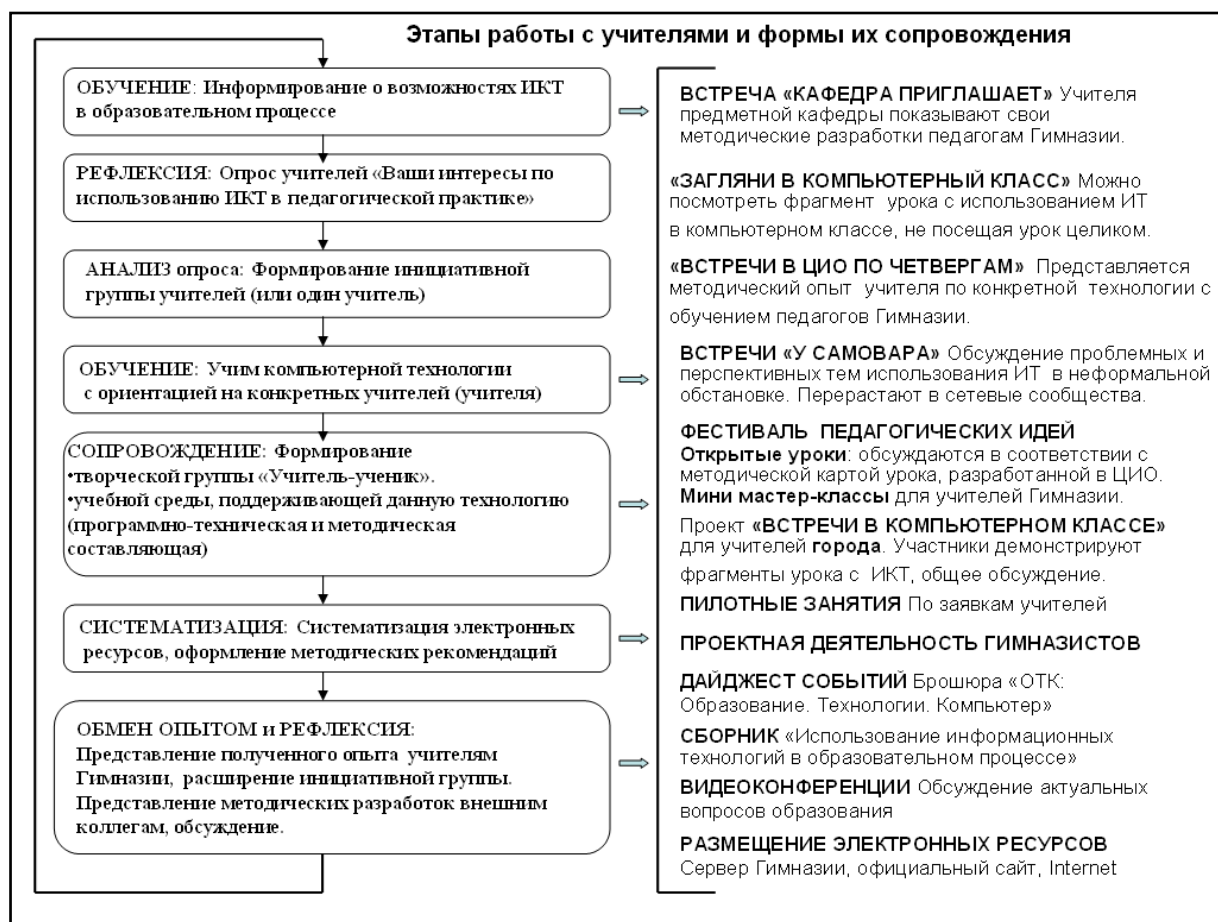 Этапы работы с учителями и формы их сопровождения
ОБУЧЕНИЕ: Информирование о возможностях ИКТ
в образовательном процессе
РЕФЛЕКСИЯ: Опрос учителей «Ваши интересы по
использованию ИКТ в педагогической практике»
АНАЛИЗ опроса: Формирование инициативной
группы учителей (или один учитель)
ОБУЧЕНИЕ: Учим компьютерной технологии
с ориентацией на конкретных учителей (учителя)
СОПРОВОЖДЕНИЕ: Формирование
•творческой группы «Учитель-ученик».
•учебной среды, поддерживающей данную технологию
(программно-техническая и методическая
составляющая)
СИСТЕМАТИЗАЦИЯ: Систематизация электронных
ресурсов, оформление методических рекомендаций
ОБМЕН ОПЫТОМ и РЕФЛЕКСИЯ:
Представление полученного опыта учителям
Гимназии, расширение инициативной группы.
Представление методических разработок внешним
коллегам, обсуждение.
ВСТРЕЧА «КАФЕДРА ПРИГЛАШАЕТ» Учителя
предметной кафедры показывают свои
методические разработки педагогам Гимназии.
«ЗАГЛЯНИ В КОМПЬЮТЕРНЫЙ КЛАСС» Можно
посмотреть фрагмент урока с использованием ИТ
в компьютерном классе, не посещая урок целиком.
«ВСТРЕЧИ В ЦИО ПО ЧЕТВЕРГАМ» Представляется
методический опыт учителя по конкретной технологии с
обучением педагогов Гимназии.
ВСТРЕЧИ «У САМОВАРА» Обсуждение проблемных и
перспективных тем использования ИТ в неформальной
обстановке. Перерастают в сетевые сообщества.
ФЕСТИВАЛЬ ПЕДАГОГИЧЕСКИХ ИДЕЙ
Открытые уроки: обсуждаются в соответствии с
методической картой урока, разработанной в ЦИО.
Мини мастер-классы для учителей Гимназии.
Проект «ВСТРЕЧИ В КОМПЬЮТЕРНОМ КЛАССЕ»
для учителей города. Участники демонстрируют
фрагменты урока с ИКТ, общее обсуждение.
ПИЛОТНЫЕ ЗАНЯТИЯ По заявкам учителей
ПРОЕКТНАЯ ДЕЯТЕЛЬНОСТЬ ГИМНАЗИСТОВ
ДАЙДЖЕСТ СОБЫТИЙ Брошюра «ОТК:
Образование. Технологии. Компьютер»
СБОРНИК «Использование информационных
технологий в образовательном процессе»
ВИДЕОКОНФЕРЕНЦИИ Обсуждение актуальных
вопросов образования
РАЗМЕЩЕНИЕ ЭЛЕКТРОННЫХ РЕСУРСОВ
Сервер Гимназии, официальный сайт, Internet